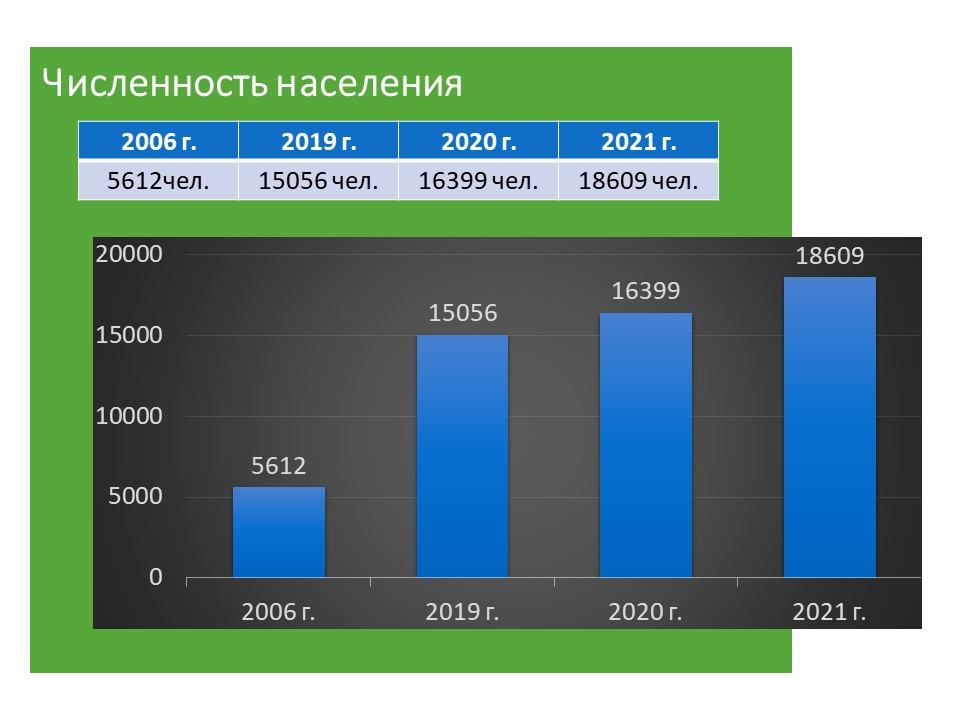 Численность населения
2006 г. 2019 г. 2020 г. 2021 г.
5612чел. 15056 чел. 16399 чел. 18609 чел.
20000
15000
10000
5000
0
5612
15056
16399
18609
2006 г. 2019 г. 2020 г. 2021 г.